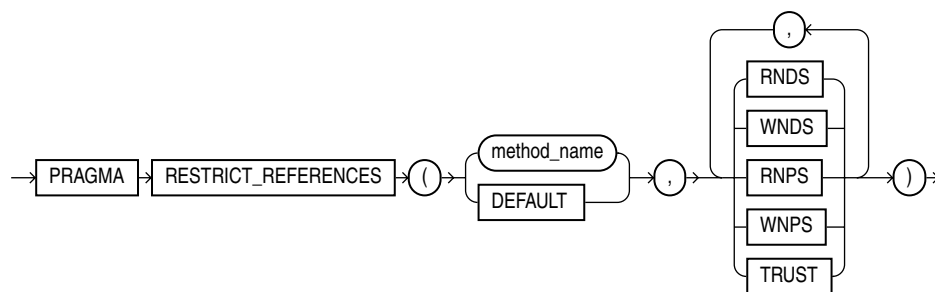 ,
RNDS
WNDS
method_name
PRAGMA RESTRICT_REFERENCES ( , RNPS )
DEFAULT
WNPS
TRUST